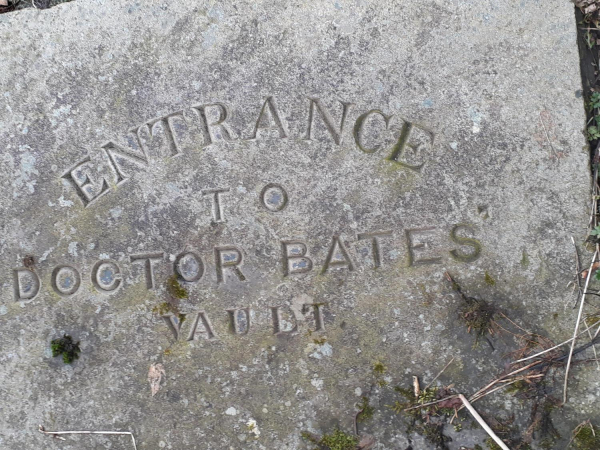 ENTRANCE
TO
DOCTOR BATES'
VAULT